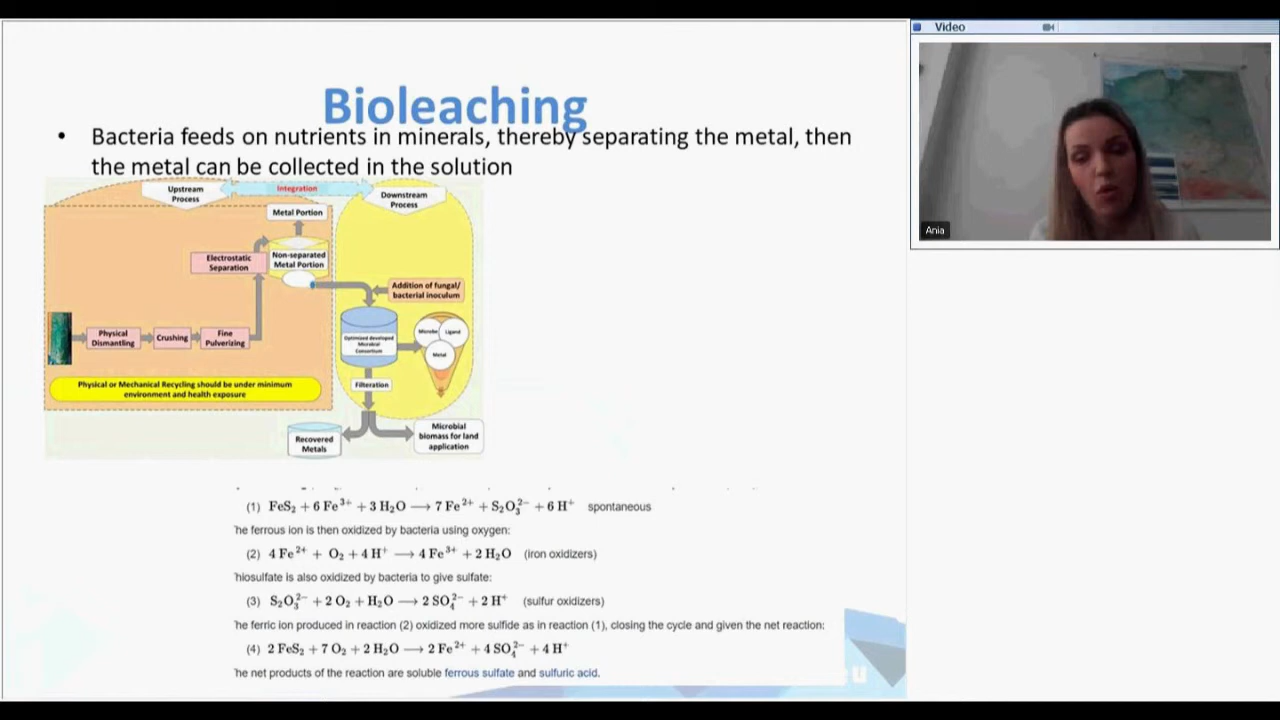 Video
Ania
Bioleaching
• Bacteria feeds on nutrients in minerals, thereby separating the metal, then
the metal can be collected in the solution
Upstream
Process
Integration
Downstream
Process
Metal Portion
Electrostatic
Separation
Non-separated
Metal Portion
Addition of fungal/
bacterial inoculum
Physical
Dismantling
Crushing
Fine
Pulverizing
Optimized developed
Microbial
Consortium
Microbe
Ligand
Metal
Physical or Mechanical Recycling should be under minimum
environment and health exposure
Filteration
Recovered
Metals
Microbial
biomass for land
application
(1) FeS₂ + 6 Fe³⁺ + 3 H₂O ⟶ 7 Fe²⁺ + S₂O₃²⁻ + 6 H⁺ spontaneous
he ferrous ion is then oxidized by bacteria using oxygen:
(2) 4 Fe²⁺ + O₂ + 4 H⁺ ⟶ 4 Fe³⁺ + 2 H₂O (iron oxidizers)
hiosulfate is also oxidized by bacteria to give sulfate:
(3) S₂O₃²⁻ + 2 O₂ + H₂O ⟶ 2 SO₄²⁻ + 2 H⁺ (sulfur oxidizers)
he ferric ion produced in reaction (2) oxidized more sulfide as in reaction (1), closing the cycle and given the net reaction:
(4) 2 FeS₂ + 7 O₂ + 2 H₂O ⟶ 2 Fe²⁺ + 4 SO₄²⁻ + 4 H⁺
he net products of the reaction are soluble ferrous sulfate and sulfuric acid.